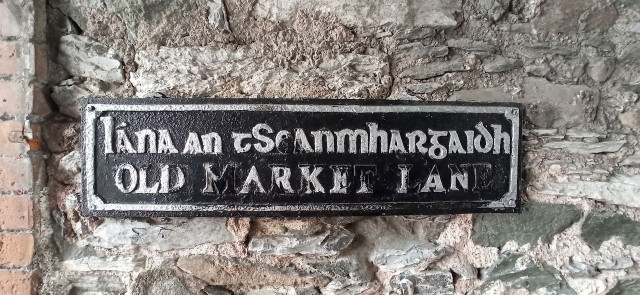 lána an tSeanmhargaidh
OLD MARKET LANE